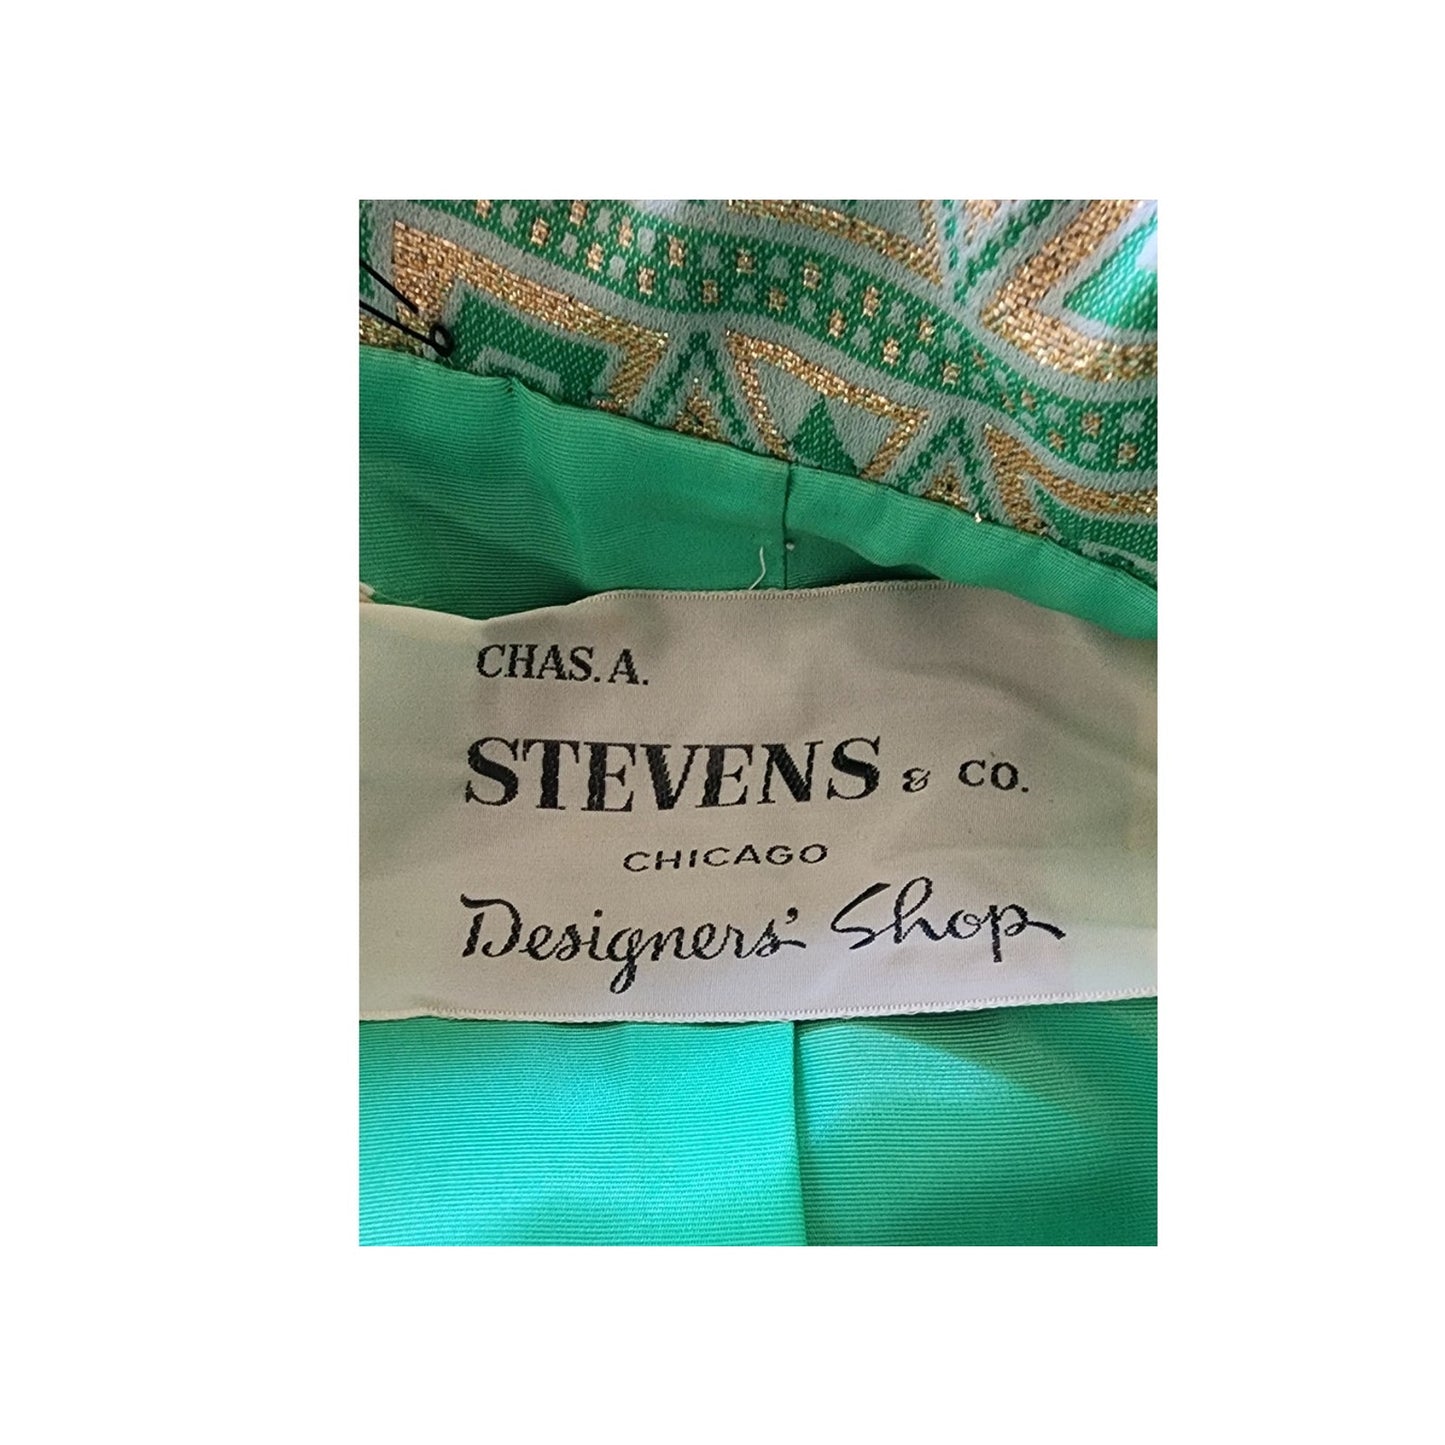 CHAS. A.
STEVENS & CO.
CHICAGO
Designers' Shop